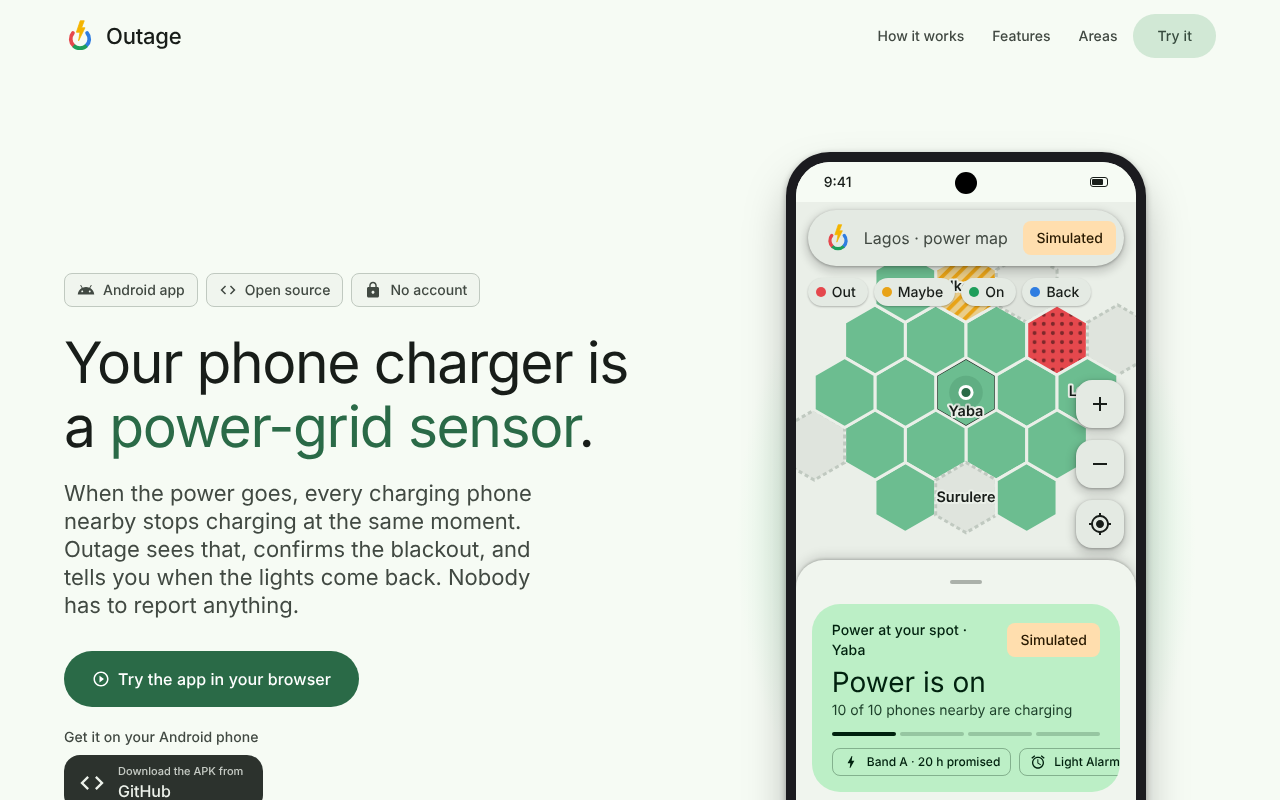 Outage
How it works
Features
Areas
Try it
Android app
Open source
No account
Your phone charger is
a power-grid sensor.
When the power goes, every charging phone
nearby stops charging at the same moment.
Outage sees that, confirms the blackout, and
tells you when the lights come back. Nobody
has to report anything.
Try the app in your browser
Get it on your Android phone
Download the APK from
GitHub
9:41
Lagos · power map
Simulated
Out
Maybe
On
Back
Yaba
Surulere
Power at your spot ·
Yaba
Simulated
Power is on
10 of 10 phones nearby are charging
Band A · 20 h promised
Light Alarm